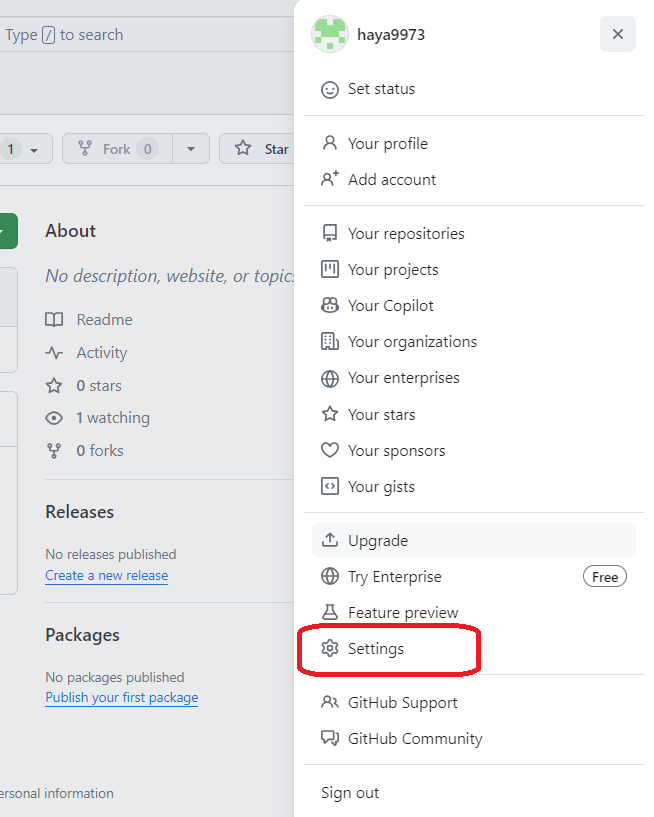 Type / to search
haya9973
Set status
1
Fork 0
Star
Your profile
Add account
About
No description, website, or topics
Readme
Activity
0 stars
1 watching
0 forks
Your repositories
Your projects
Your Copilot
Your organizations
Your enterprises
Your stars
Your sponsors
Your gists
Releases
No releases published
Create a new release
Upgrade
Try Enterprise Free
Feature preview
Settings
Packages
No packages published
Publish your first package
GitHub Support
GitHub Community
Sign out
ersonal information